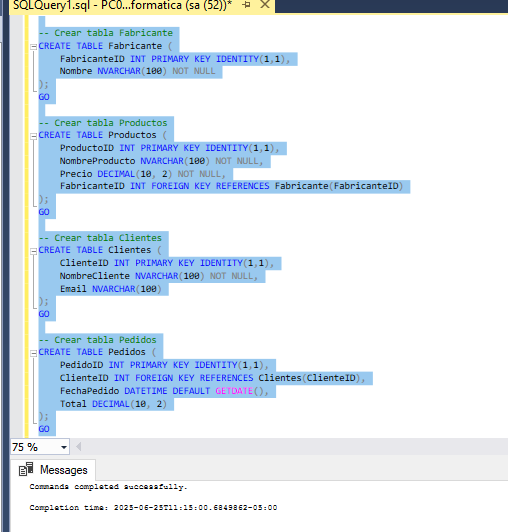 SQLQuery1.sql - PC0...formatica (sa (52))*
-- Crear tabla Fabricante
CREATE TABLE Fabricante (
FabricanteID INT PRIMARY KEY IDENTITY(1,1),
Nombre NVARCHAR(100) NOT NULL
);
GO
-- Crear tabla Productos
CREATE TABLE Productos (
ProductoID INT PRIMARY KEY IDENTITY(1,1),
NombreProducto NVARCHAR(100) NOT NULL,
Precio DECIMAL(10, 2) NOT NULL,
FabricanteID INT FOREIGN KEY REFERENCES Fabricante(FabricanteID)
);
GO
-- Crear tabla Clientes
CREATE TABLE Clientes (
ClienteID INT PRIMARY KEY IDENTITY(1,1),
NombreCliente NVARCHAR(100) NOT NULL,
Email NVARCHAR(100)
);
GO
-- Crear tabla Pedidos
CREATE TABLE Pedidos (
PedidoID INT PRIMARY KEY IDENTITY(1,1),
ClienteID INT FOREIGN KEY REFERENCES Clientes(ClienteID),
FechaPedido DATETIME DEFAULT GETDATE(),
Total DECIMAL(10, 2)
);
GO
75 %
Messages
Commands completed successfully.
Completion time: 2025-06-25T11:15:00.6849862-05:00